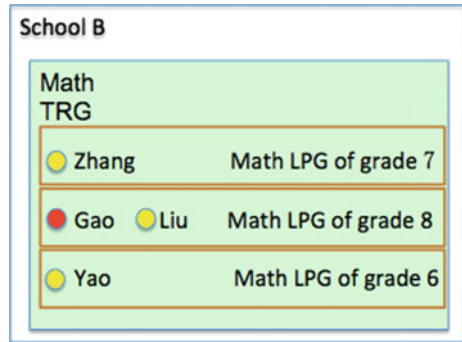 School B
Math
TRG
Zhang Math LPG of grade 7
Gao Liu Math LPG of grade 8
Yao Math LPG of grade 6